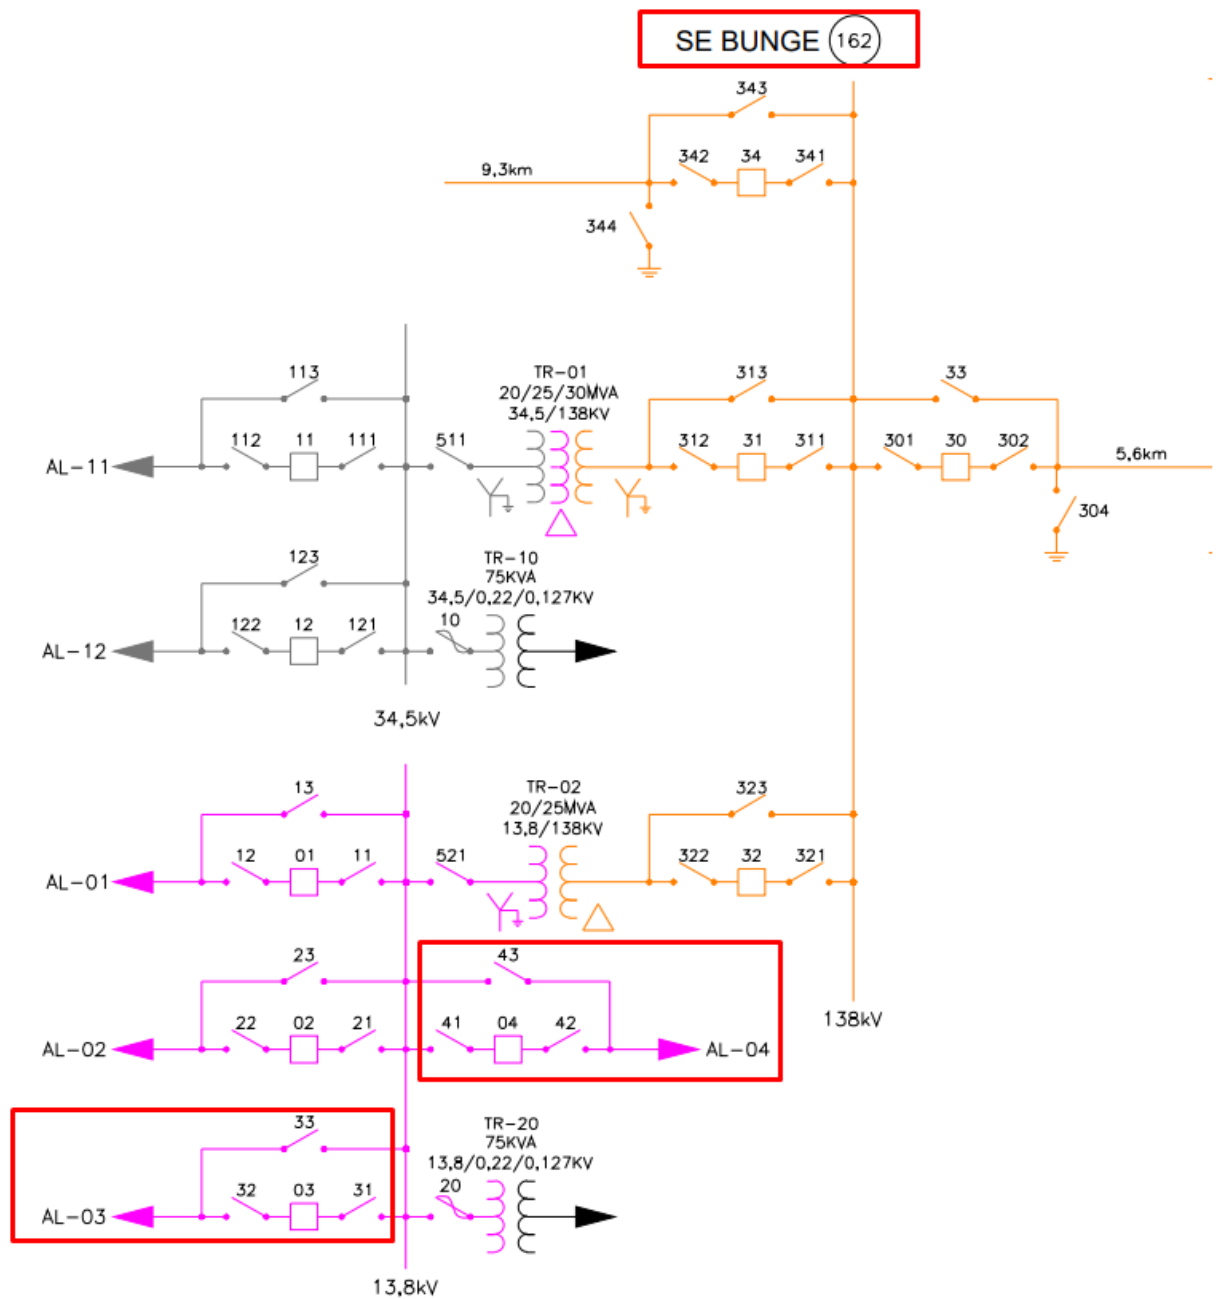 SE BUNGE 162
343
342 34 341
9,3km
344
113
112 11 111
AL-11
511
TR-01
20/25/30MVA
34,5/138KV
313
312 31 311
33
301 30 302
5,6km
304
123
122 12 121
AL-12
TR-10
75KVA
34,5/0,22/0,127KV
10
34,5kV
13
12 01 11
AL-01
521
TR-02
20/25MVA
13,8/138KV
323
322 32 321
23
22 02 21
AL-02
43
41 04 42
AL-04
138kV
33
32 03 31
AL-03
TR-20
75KVA
13,8/0,22/0,127KV
20
13,8kV